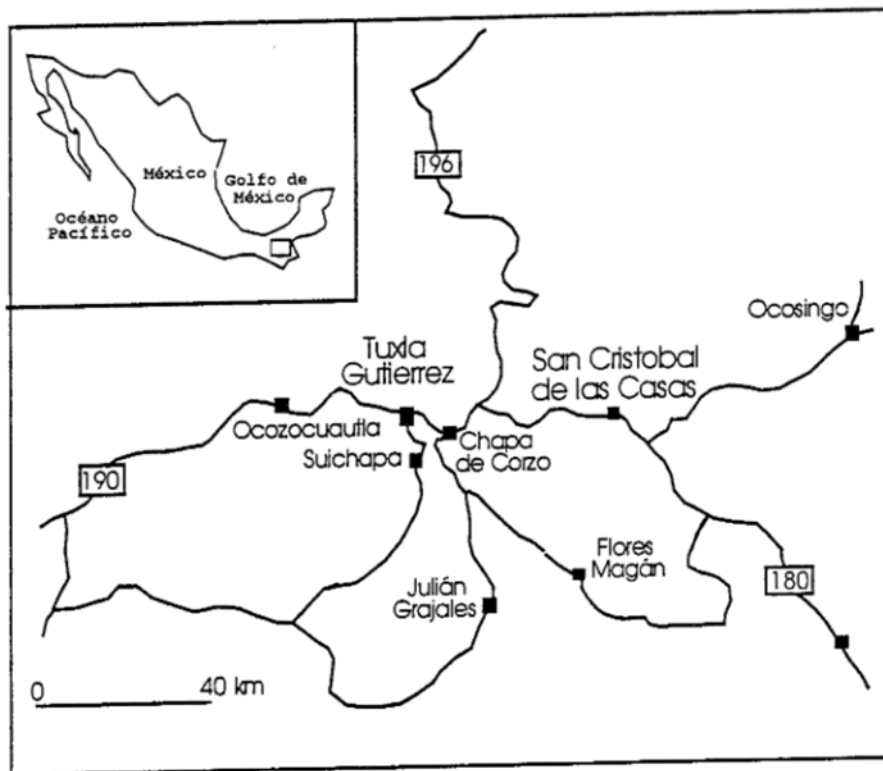 México
Golfo de
México
Océano
Pacífico
196
Ocosingo
Tuxla
Gutierrez
San Cristobal
de las Casas
Ocozocuautla
Chapa
de Corzo
Suichapa
190
Flores
Magán
Julián
Grajales
180
0 40 km